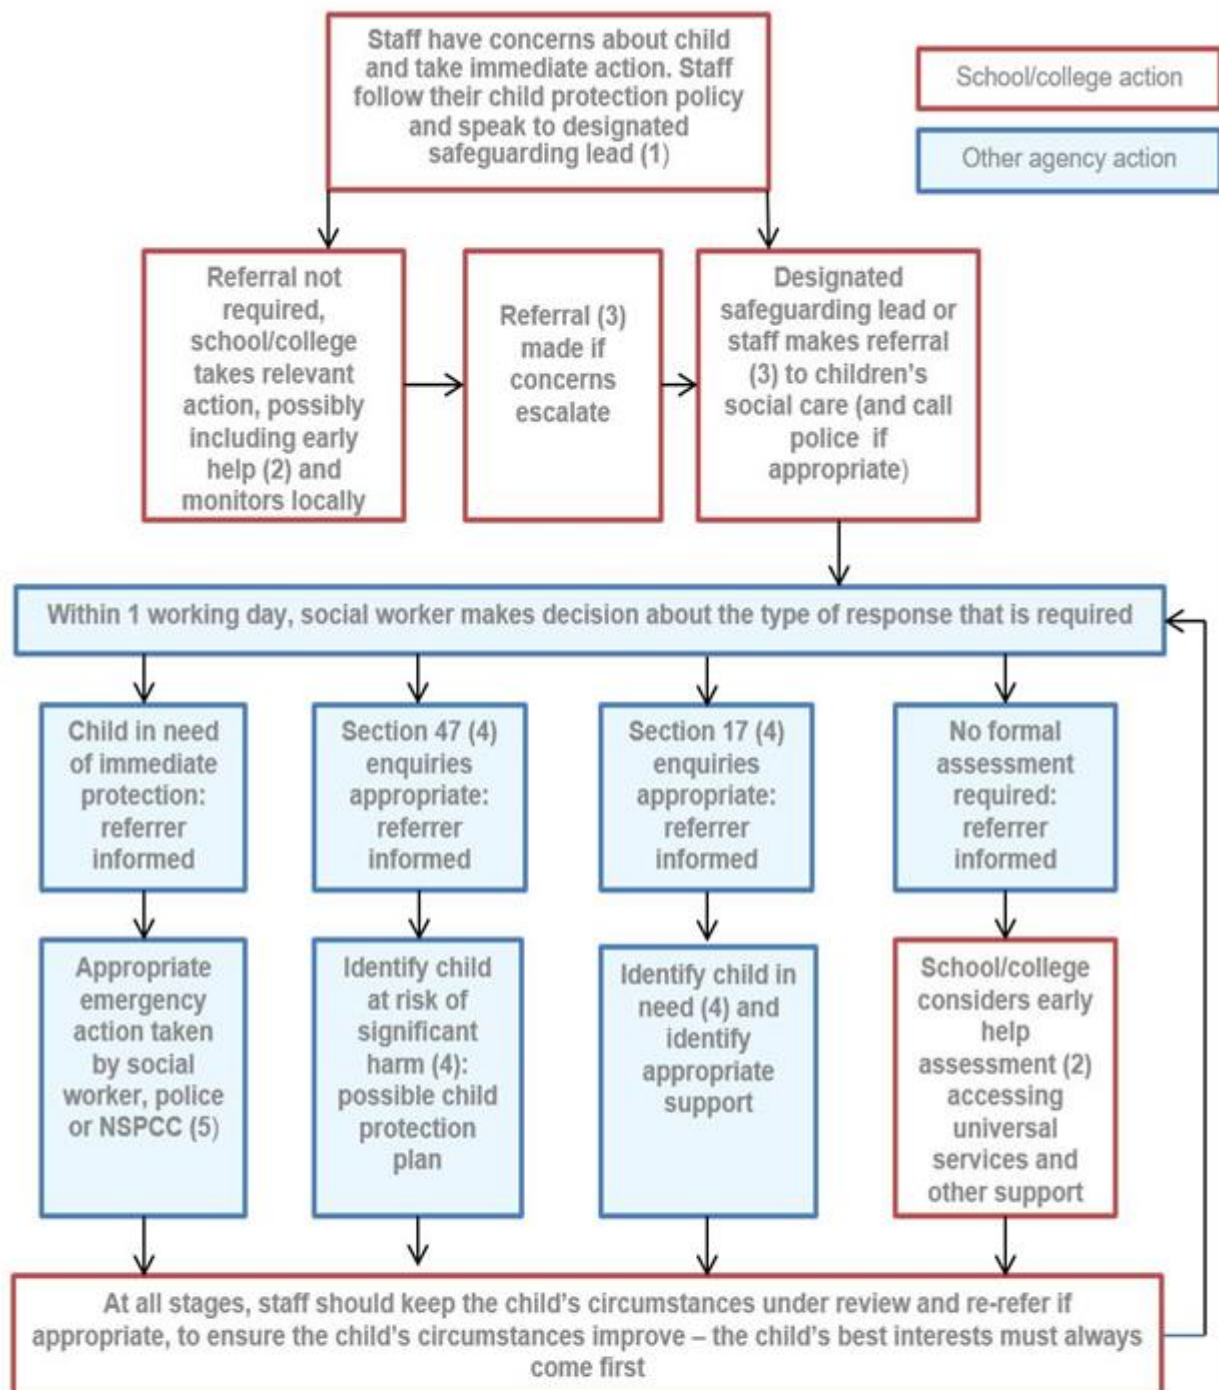 Staff have concerns about child
and take immediate action. Staff
follow their child protection policy
and speak to designated
safeguarding lead (1)
School/college action
Other agency action
Referral not
required,
school/college
takes relevant
action, possibly
including early
help (2) and
monitors locally
Referral (3)
made if
concerns
escalate
Designated
safeguarding lead or
staff makes referral
(3) to children's
social care (and call
police if
appropriate)
Within 1 working day, social worker makes decision about the type of response that is required
Child in need
of immediate
protection:
referrer
informed
Section 47 (4)
enquiries
appropriate:
referrer
informed
Section 17 (4)
enquiries
appropriate:
referrer
informed
No formal
assessment
required:
referrer
informed
Appropriate
emergency
action taken
by social
worker, police
or NSPCC (5)
Identify child
at risk of
significant
harm (4):
possible child
protection
plan
Identify child in
need (4) and
identify
appropriate
support
School/college
considers early
help
assessment (2)
accessing
universal
services and
other support
At all stages, staff should keep the child's circumstances under review and re-refer if
appropriate, to ensure the child's circumstances improve – the child's best interests must always
come first